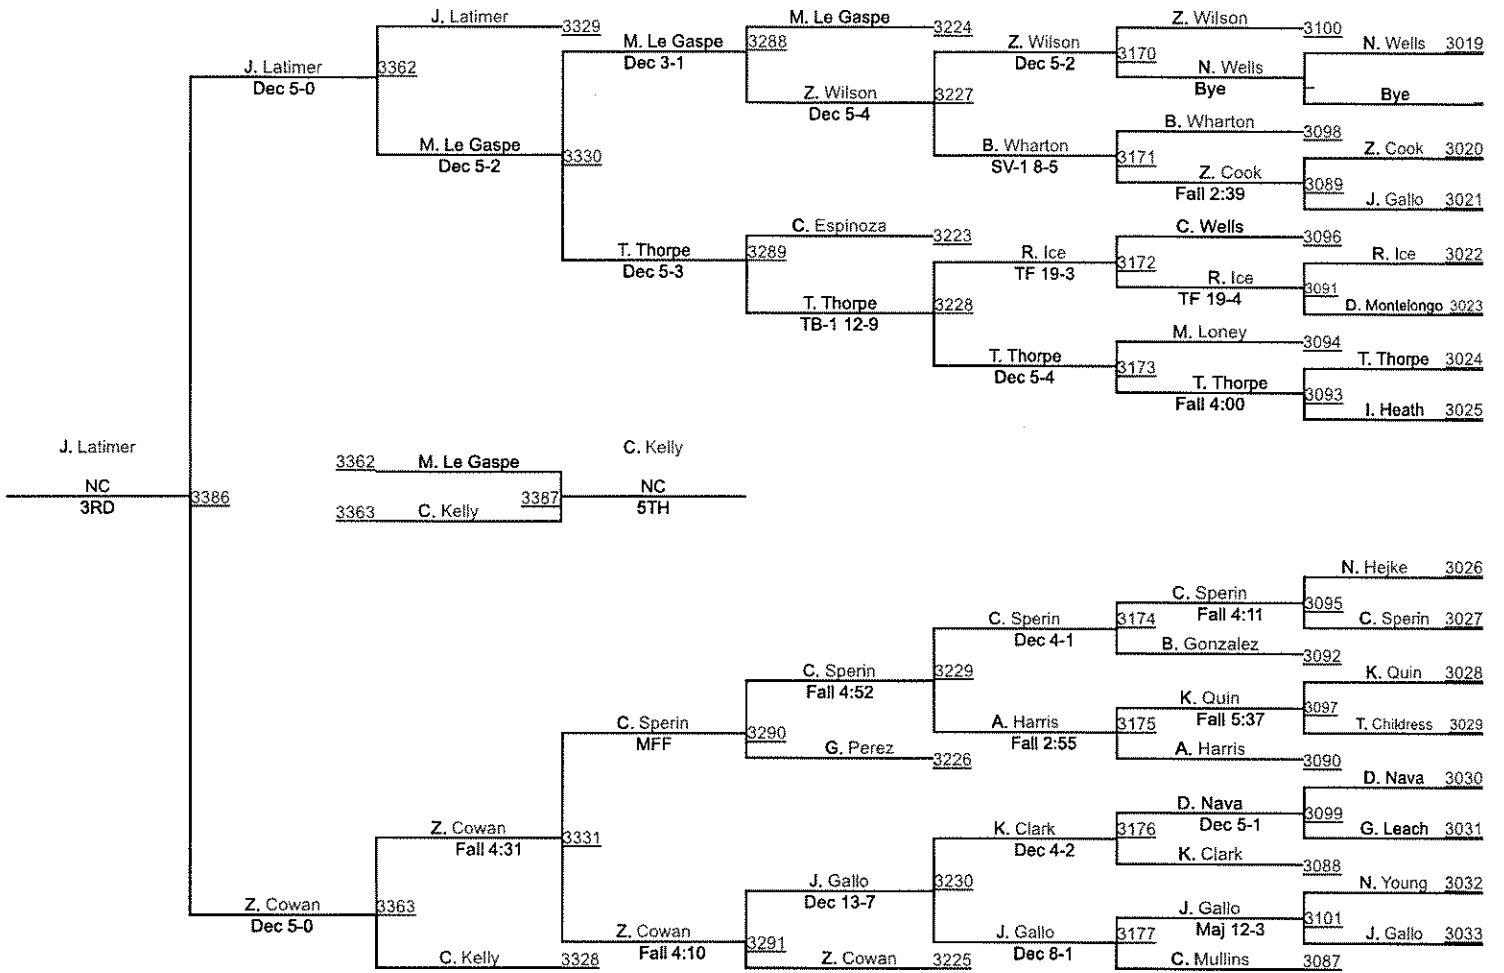 J. Latimer
3329
M. Le Gaspe
3224
Z. Wilson
3100
M. Le Gaspe
Dec 3-1
3288
Z. Wilson
Dec 5-2
3170
N. Wells 3019
J. Latimer
Dec 5-0
3362
N. Wells
Bye
Z. Wilson
Dec 5-4
3227
Bye
B. Wharton
3098
M. Le Gaspe
Dec 5-2
3330
B. Wharton
SV-1 8-5
3171
Z. Cook 3020
Z. Cook
Fall 2:39
3089
J. Gallo 3021
C. Espinoza
3223
C. Wells
3096
T. Thorpe
Dec 5-3
3289
R. Ice
TF 19-3
3172
R. Ice 3022
R. Ice
TF 19-4
3091
T. Thorpe
TB-1 12-9
3228
D. Montelongo 3023
M. Loney
3094
T. Thorpe
Dec 5-4
3173
T. Thorpe 3024
T. Thorpe
Fall 4:00
3093
I. Heath 3025
J. Latimer
NC
3RD
3386
3362 M. Le Gaspe
3387
3363 C. Kelly
C. Kelly
NC
5TH
N. Hejke 3026
C. Sperin
Fall 4:11
3095
C. Sperin
Dec 4-1
3174
C. Sperin 3027
B. Gonzalez
3092
C. Sperin
Fall 4:52
3229
K. Quin 3028
K. Quin
Fall 5:37
3097
C. Sperin
MFF
3290
A. Harris
Fall 2:55
3175
T. Childress 3029
G. Perez
3226
A. Harris
3090
D. Nava 3030
D. Nava
Dec 5-1
3099
Z. Cowan
Fall 4:31
3331
K. Clark
Dec 4-2
3176
G. Leach 3031
K. Clark
3088
J. Gallo
Dec 13-7
3230
N. Young 3032
Z. Cowan
Dec 5-0
3363
J. Gallo
Maj 12-3
3101
Z. Cowan
Fall 4:10
3291
J. Gallo
Dec 8-1
3177
J. Gallo 3033
C. Kelly
3328
Z. Cowan
3225
C. Mullins
3087